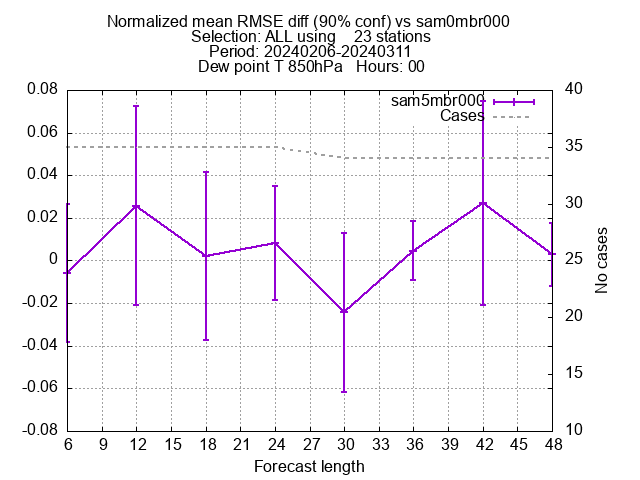 Normalized mean RMSE diff (90% conf) vs sam0mbr000
Selection: ALL using    23 stations
Period: 20240206-20240311
Dew point T 850hPa   Hours: 00
sam5mbr000
Cases
0.08
0.06
0.04
0.02
0
-0.02
-0.04
-0.06
-0.08
40
35
30
25
20
15
10
No cases
6 9 12 15 18 21 24 27 30 33 36 39 42 45 48
Forecast length